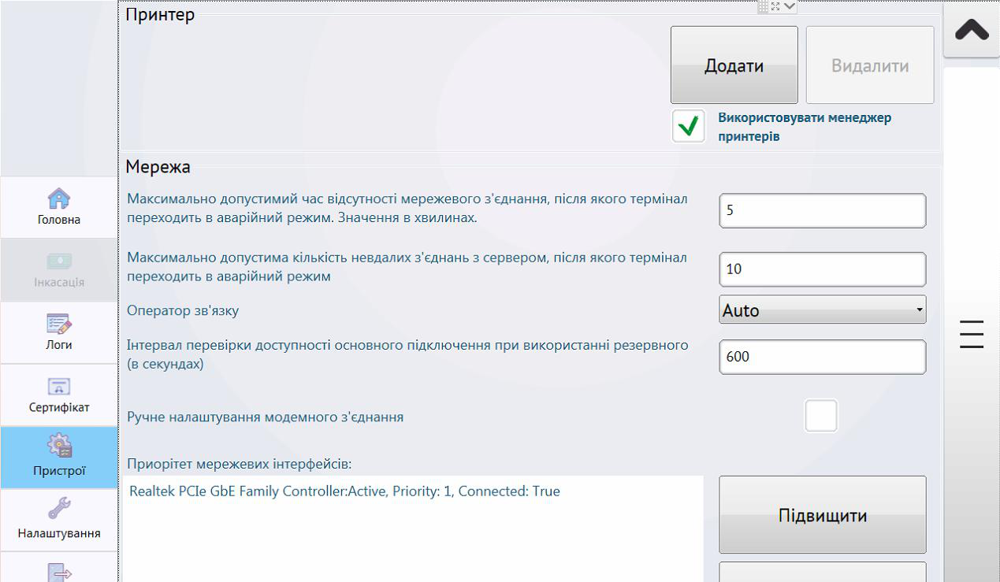 Принтер
Додати
Видалити
Використовувати менеджер
принтерів
Мережа
Максимально допустимий час відсутності мережевого з'єднання, після якого термінал
переходить в аварійний режим. Значення в хвилинах.
5
Максимально допустима кількість невдалих з'єднань з сервером, після якого термінал
переходить в аварійний режим
10
Оператор зв'язку
Auto
Інтервал перевірки доступності основного підключення при використанні резервного
(в секундах)
600
Ручне налаштування модемного з'єднання
Приорітет мережевих інтерфейсів:
Realtek PCIe GbE Family Controller:Active, Priority: 1, Connected: True
Підвищити
Головна
Інкасація
Логи
Сертифікат
Пристрої
Налаштування